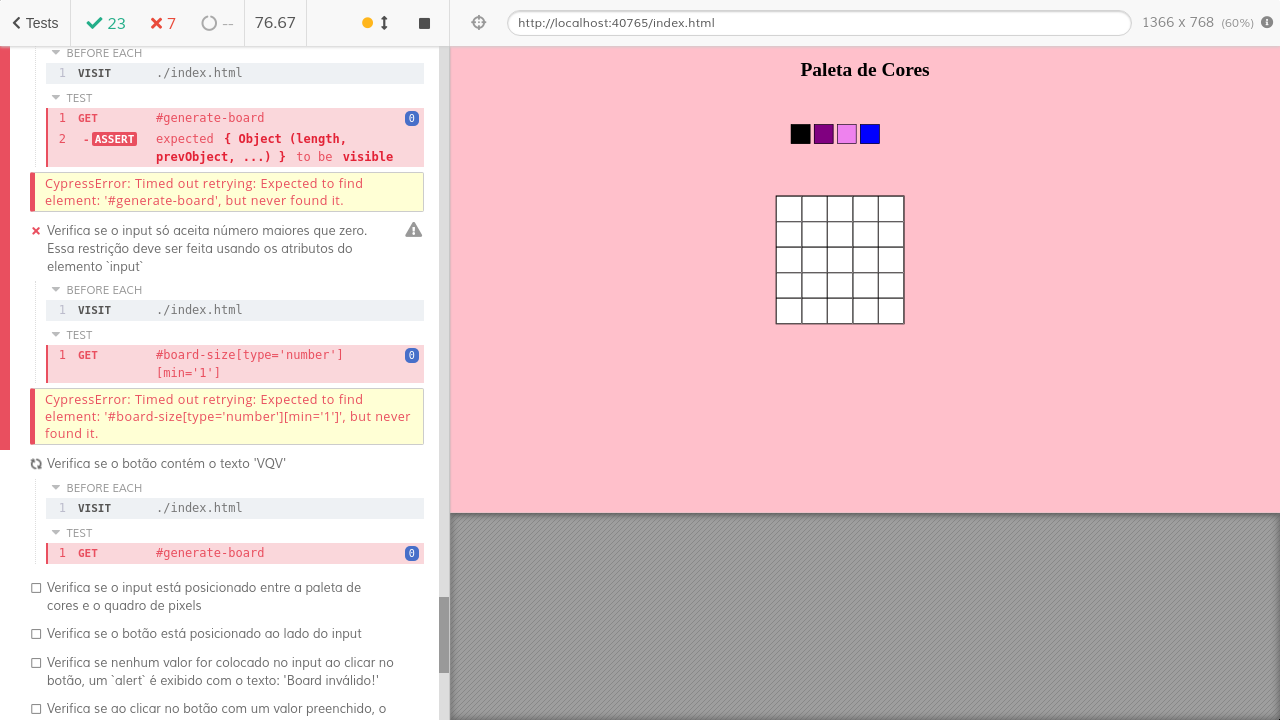 Tests 23 7 -- 76.67 http://localhost:40765/index.html 1366 x 768 (60%)
BEFORE EACH
1 VISIT ./index.html
TEST
1 GET #generate-board 0
2 -ASSERT expected { Object (length,
prevObject, ...) } to be visible
CypressError: Timed out retrying: Expected to find
element: '#generate-board', but never found it.
Verifica se o input só aceita número maiores que zero.
Essa restrição deve ser feita usando os atributos do
elemento `input`
BEFORE EACH
1 VISIT ./index.html
TEST
1 GET #board-size[type='number'] 0
[min='1']
CypressError: Timed out retrying: Expected to find
element: '#board-size[type='number'][min='1']', but never
found it.
Verifica se o botão contém o texto 'VQV'
BEFORE EACH
1 VISIT ./index.html
TEST
1 GET #generate-board 0
Verifica se o input está posicionado entre a paleta de
cores e o quadro de pixels
Verifica se o botão está posicionado ao lado do input
Verifica se nenhum valor for colocado no input ao clicar no
botão, um `alert` é exibido com o texto: 'Board inválido!'
Verifica se ao clicar no botão com um valor preenchido, o
Paleta de Cores